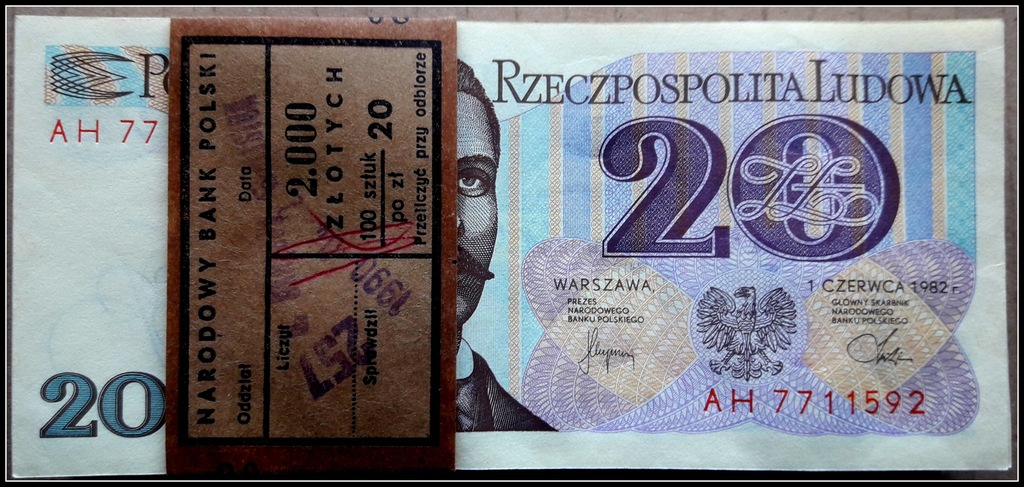 RZECZPOSPOLITA LUDOWA
AH 77
20
20
WARSZAWA,
1 CZERWCA 1982 r.
PREZES
NARODOWEGO
BANKU POLSKIEGO
GŁÓWNY SKARBNIK
NARODOWEGO
BANKU POLSKIEGO
AH 7711592
NARODOWY BANK POLSKI
Oddział
Data
2.000
ZŁOTYCH
100 sztuk
po zł 20
Przeliczyć przy odbiorze
Liczył
Sprawdził
1990
257